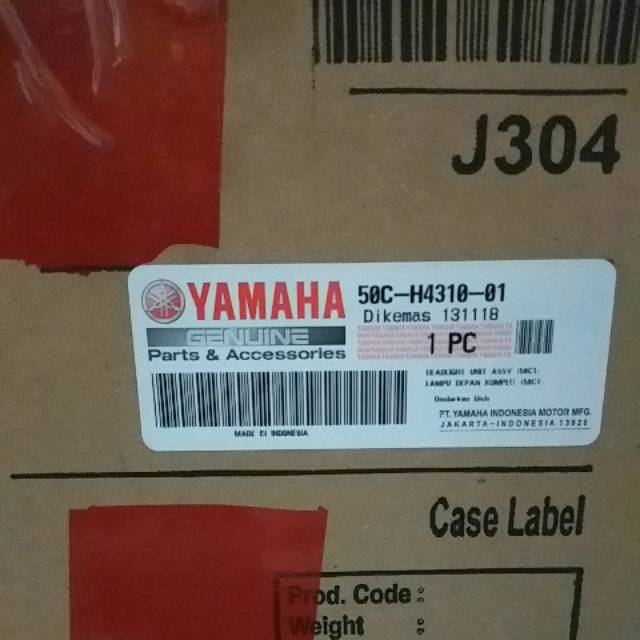 J304
YAMAHA
GENUINE
Parts & Accessories
50C-H4310-01
Dikemas 131118
1 PC
HEADLIGHT UNIT ASSY (50C)
LAMPU DEPAN KOMPLIT (50C)
Diedarkan Oleh
PT. YAMAHA INDONESIA MOTOR MFG.
JAKARTA-INDONESIA 13920
MADE IN INDONESIA
Case Label
Prod. Code :
Weight :